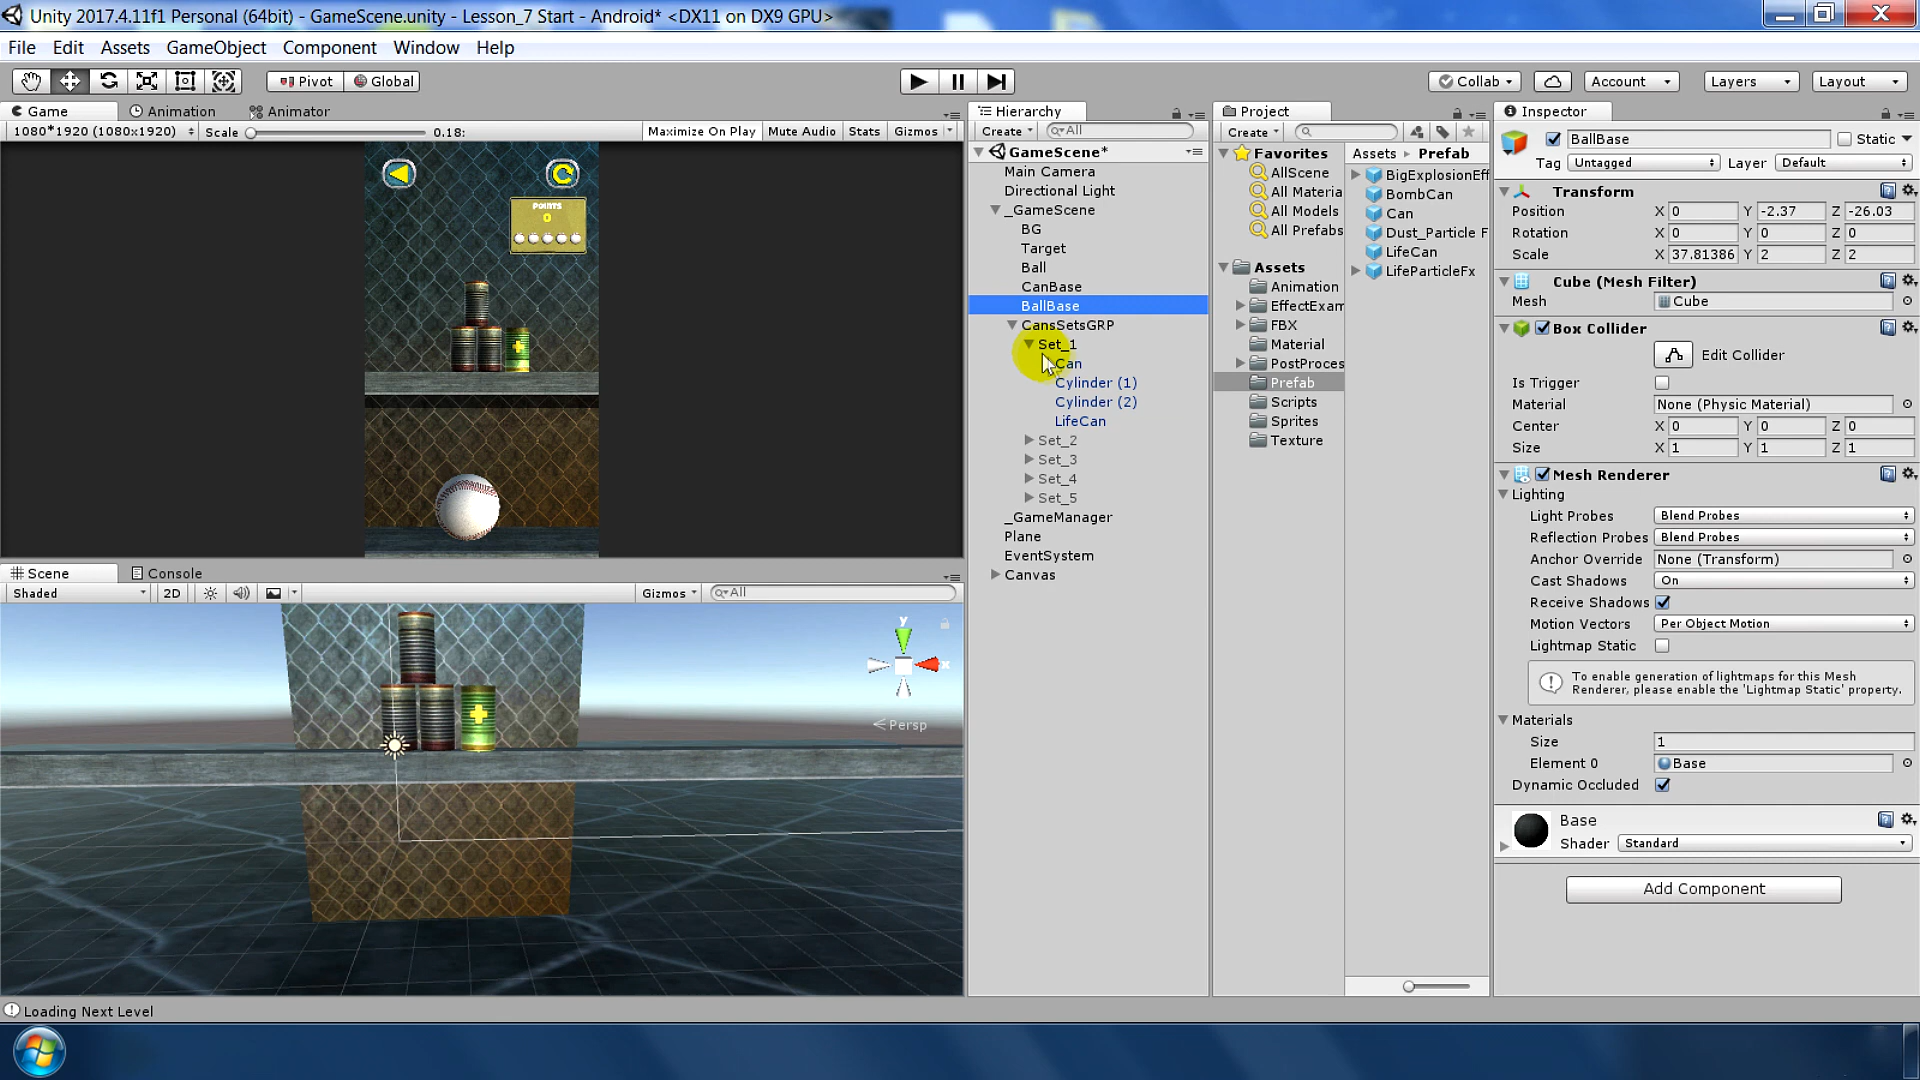 Unity 2017.4.11f1 Personal (64bit) - GameScene.unity - Lesson_7 Start - Android* <DX11 on DX9 GPU>
File Edit Assets GameObject Component Window Help
Pivot Global Collab Account Layers Layout
Game Animation Animator
1080*1920 (1080x1920) Scale 0.18: Maximize On Play Mute Audio Stats Gizmos
POINTS
0
Scene Console
Shaded 2D Gizmos All
y
x
Persp
Hierarchy
Create All
GameScene*
Main Camera
Directional Light
_GameScene
BG
Target
Ball
CanBase
BallBase
CansSetsGRP
Set_1
Can
Cylinder (1)
Cylinder (2)
LifeCan
Set_2
Set_3
Set_4
Set_5
_GameManager
Plane
EventSystem
Canvas
Project
Create
Favorites
AllScene
All Materia
All Models
All Prefabs
Assets
Animation
EffectExam
FBX
Material
PostProces
Prefab
Scripts
Sprites
Texture
Assets Prefab
BigExplosionEff
BombCan
Can
Dust_Particle F
LifeCan
LifeParticleFx
Inspector
BallBase Static
Tag Untagged Layer Default
Transform
Position X 0 Y -2.37 Z -26.03
Rotation X 0 Y 0 Z 0
Scale X 37.81386 Y 2 Z 2
Cube (Mesh Filter)
Mesh Cube
Box Collider
Edit Collider
Is Trigger
Material None (Physic Material)
Center X 0 Y 0 Z 0
Size X 1 Y 1 Z 1
Mesh Renderer
Lighting
Light Probes Blend Probes
Reflection Probes Blend Probes
Anchor Override None (Transform)
Cast Shadows On
Receive Shadows
Motion Vectors Per Object Motion
Lightmap Static
To enable generation of lightmaps for this Mesh
Renderer, please enable the 'Lightmap Static' property.
Materials
Size 1
Element 0 Base
Dynamic Occluded
Base
Shader Standard
Add Component
Loading Next Level